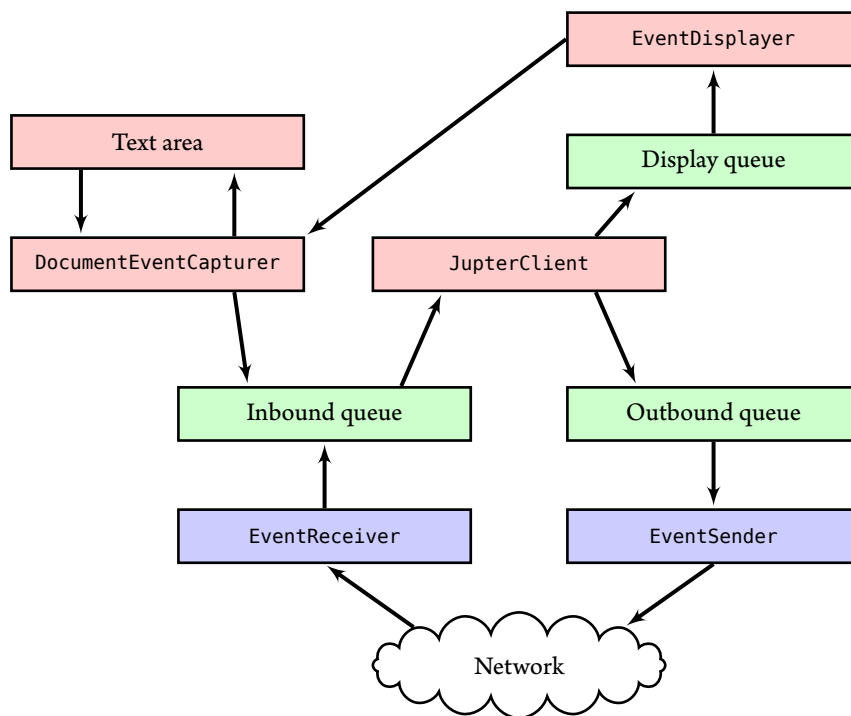 EventDisplayer
Text area
Display queue
DocumentEventCapturer
JupterClient
Inbound queue
Outbound queue
EventReceiver
EventSender
Network